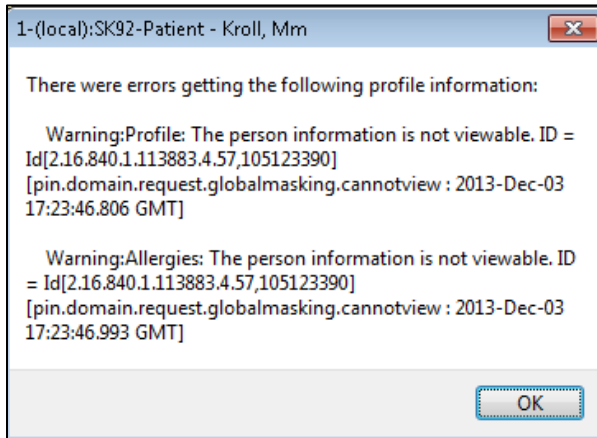 1-(local):SK92-Patient - Kroll, Mm
There were errors getting the following profile information:
Warning:Profile: The person information is not viewable. ID =
Id[2.16.840.1.113883.4.57,105123390]
[pin.domain.request.globalmasking.cannotview : 2013-Dec-03
17:23:46.806 GMT]
Warning:Allergies: The person information is not viewable. ID
= Id[2.16.840.1.113883.4.57,105123390]
[pin.domain.request.globalmasking.cannotview : 2013-Dec-03
17:23:46.993 GMT]
OK